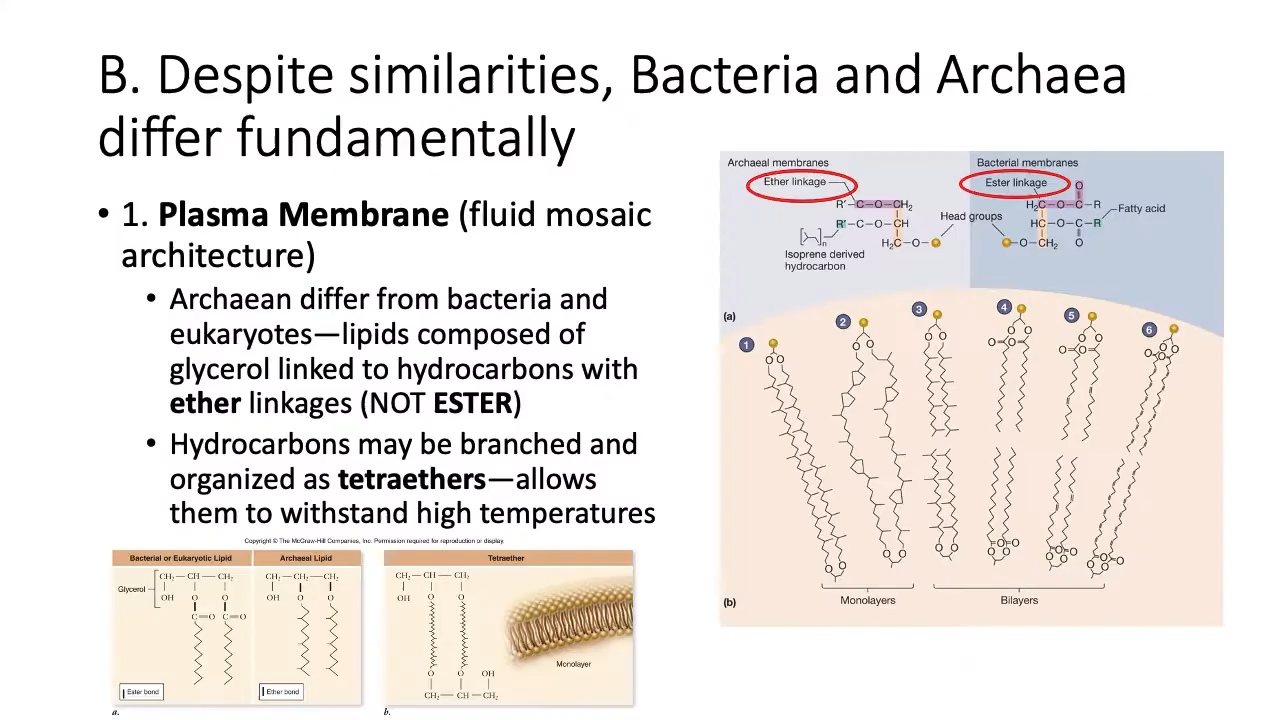 B. Despite similarities, Bacteria and Archaea
differ fundamentally
• 1. Plasma Membrane (fluid mosaic
architecture)
• Archaean differ from bacteria and
eukaryotes—lipids composed of
glycerol linked to hydrocarbons with
ether linkages (NOT ESTER)
• Hydrocarbons may be branched and
organized as tetraethers—allows
them to withstand high temperatures
Copyright © The McGraw-Hill Companies, Inc. Permission required for reproduction or display.
Bacterial or Eukaryotic Lipid
Glycerol
CH₂ — CH — CH₂
OH O O
C=O C=O
Ester bond
Archaeal Lipid
CH₂ — CH₂ — CH₂
OH O O
Ether bond
a.
Tetraether
CH₂ — CH — CH₂
OH O O
Monolayer
O O OH
CH₂ — CH — CH₂
b.
Archaeal membranes
Ether linkage
R′—C—O—CH₂
R′—C—O—CH
n
H₂C—O—
Isoprene derived
hydrocarbon
Head groups
Bacterial membranes
Ester linkage
O
H₂C—O—C—R
HC—O—C—R
—O—CH₂ O
Fatty acid
(a)
1
2
3
4
5
6
O O
O O
O O
O O O O
O O O O
O O O O
O O
O O
O O
O O O O
O O O O
O O O O
Monolayers
Bilayers
(b)